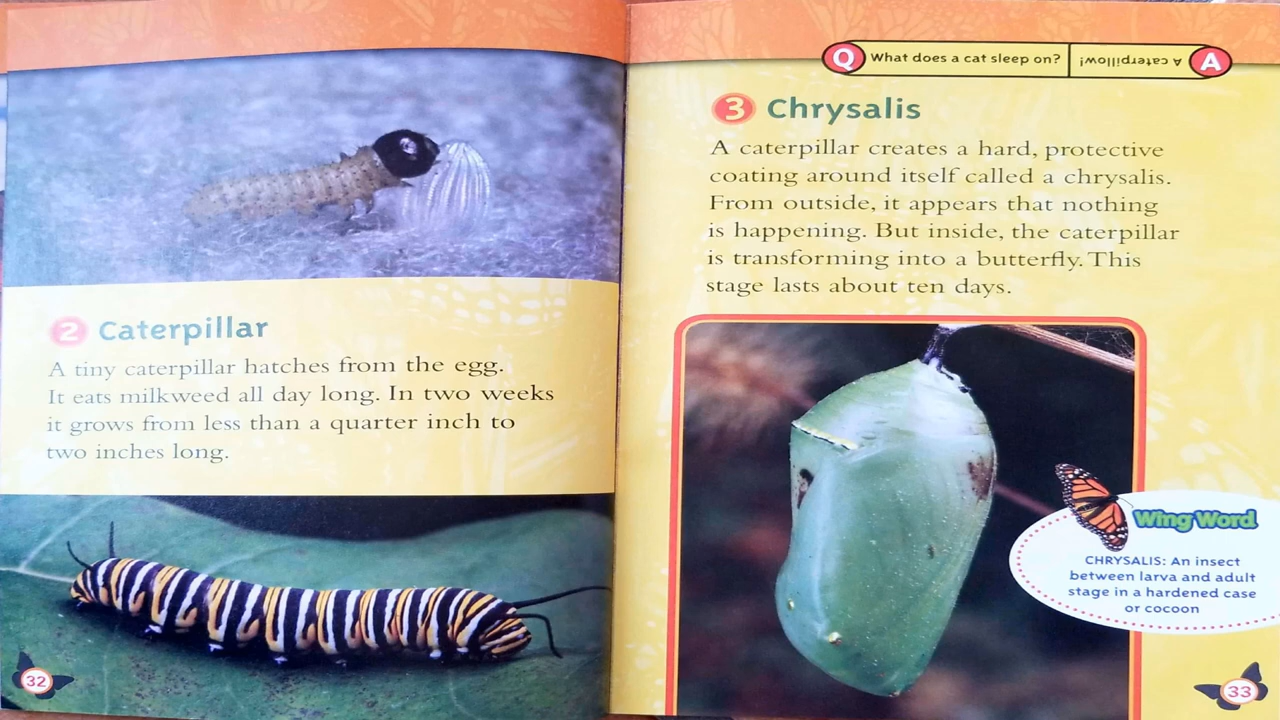 2 Caterpillar
A tiny caterpillar hatches from the egg.
It eats milkweed all day long. In two weeks
it grows from less than a quarter inch to
two inches long.
32
Q What does a cat sleep on? A caterpillow! A
3 Chrysalis
A caterpillar creates a hard, protective
coating around itself called a chrysalis.
From outside, it appears that nothing
is happening. But inside, the caterpillar
is transforming into a butterfly. This
stage lasts about ten days.
Wing Word
CHRYSALIS: An insect
between larva and adult
stage in a hardened case
or cocoon
33